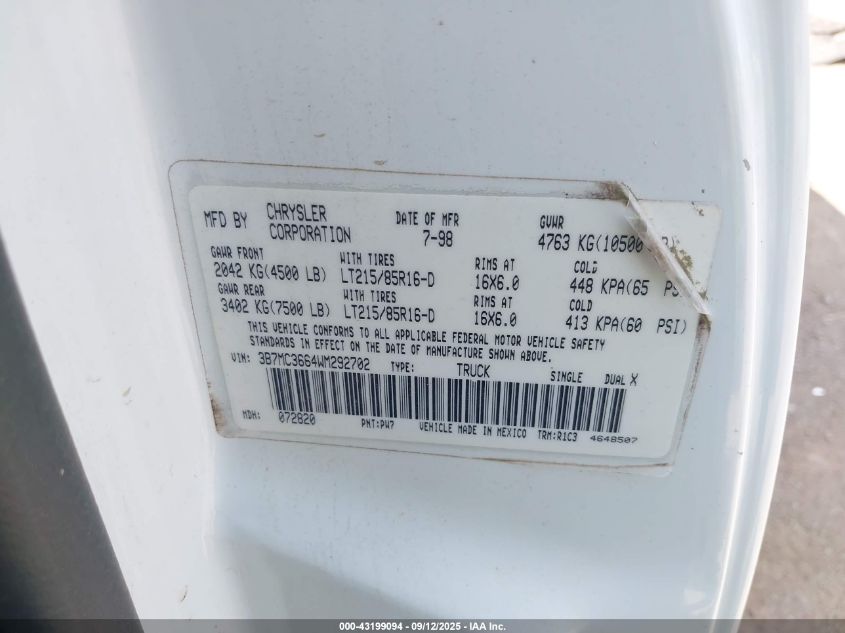 MFD BY CHRYSLER CORPORATION DATE OF MFR 7-98 GVWR 4763 KG(10500
GAWR FRONT WITH TIRES RIMS AT COLD
2042 KG(4500 LB) LT215/85R16-D 16X6.0 448 KPA(65 PSI)
GAWR REAR WITH TIRES RIMS AT COLD
3402 KG(7500 LB) LT215/85R16-D 16X6.0 413 KPA(60 PSI)
THIS VEHICLE CONFORMS TO ALL APPLICABLE FEDERAL MOTOR VEHICLE SAFETY
STANDARDS IN EFFECT ON THE DATE OF MANUFACTURE SHOWN ABOVE.
VIN: 3B7MC3664WM292702 TYPE: TRUCK SINGLE DUAL X
MDH: 072820 PNT:PW7 VEHICLE MADE IN MEXICO TRM:R1C3 4648507
000-43199094 - 09/12/2025 - IAA Inc.